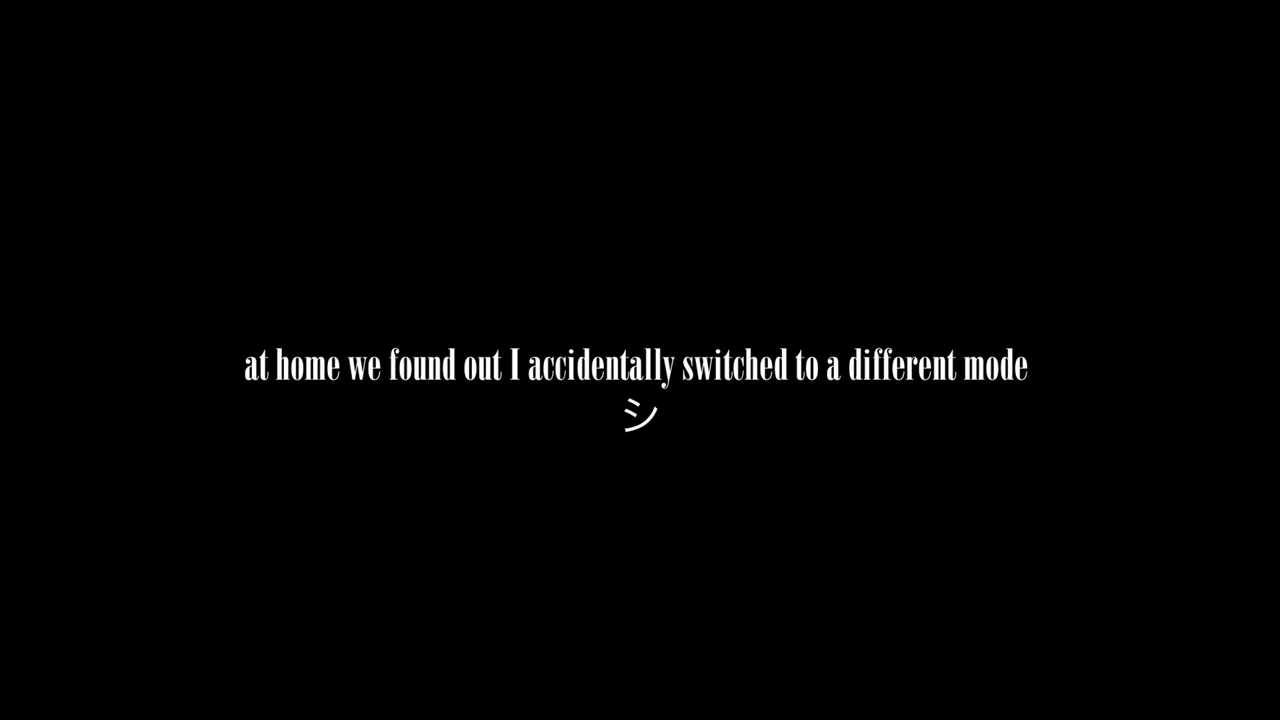 at home we found out I accidentally switched to a different mode
シ